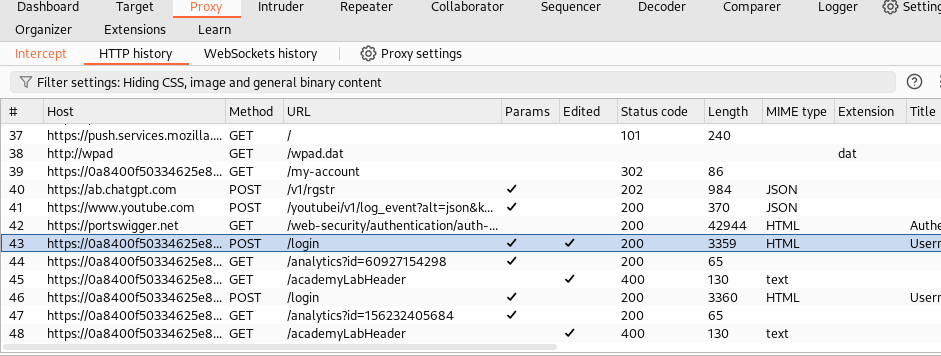 Dashboard Target Proxy Intruder Repeater Collaborator Sequencer Decoder Comparer Logger Settin
Organizer Extensions Learn
Intercept HTTP history WebSockets history Proxy settings
Filter settings: Hiding CSS, image and general binary content
# Host Method URL Params Edited Status code Length MIME type Extension Title
37 https://push.services.mozilla.... GET / 101 240
38 http://wpad GET /wpad.dat dat
39 https://0a8400f50334625e8... GET /my-account 302 86
40 https://ab.chatgpt.com POST /v1/rgstr ✓ 202 984 JSON
41 https://www.youtube.com POST /youtubei/v1/log_event?alt=json&k... ✓ 200 370 JSON
42 https://portswigger.net GET /web-security/authentication/auth-... 200 42944 HTML Authe
43 https://0a8400f50334625e8... POST /login ✓ ✓ 200 3359 HTML Usern
44 https://0a8400f50334625e8... GET /analytics?id=60927154298 ✓ 200 65
45 https://0a8400f50334625e8... GET /academyLabHeader ✓ 400 130 text
46 https://0a8400f50334625e8... POST /login ✓ 200 3360 HTML Usern
47 https://0a8400f50334625e8... GET /analytics?id=156232405684 ✓ 200 65
48 https://0a8400f50334625e8... GET /academyLabHeader ✓ 400 130 text